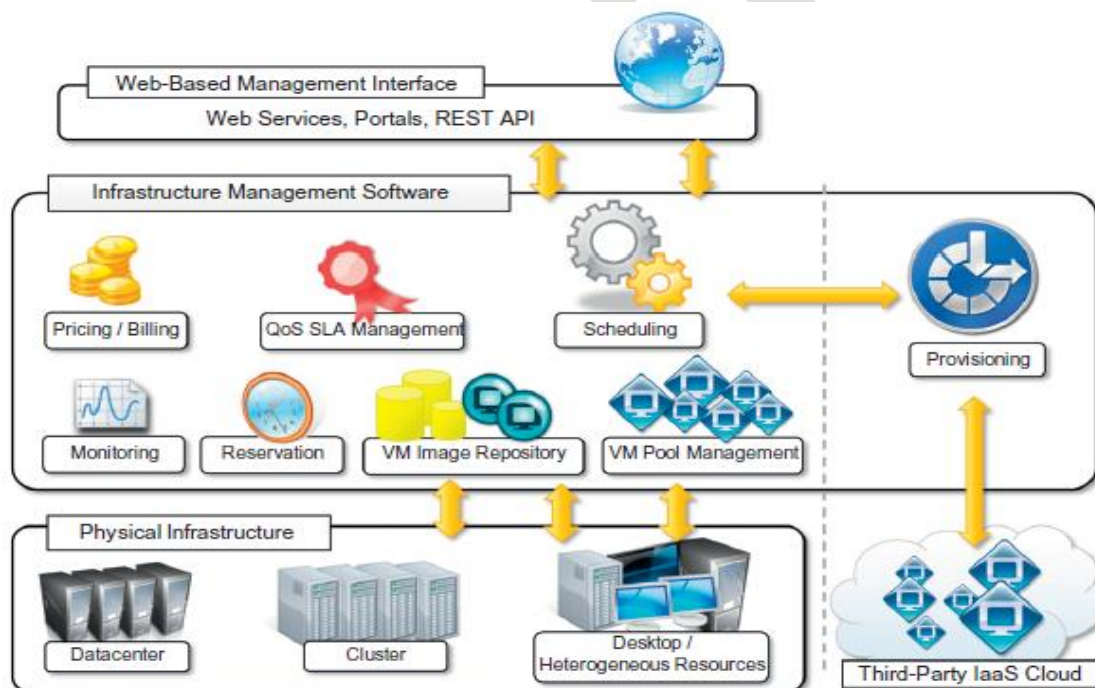 Web-Based Management Interface
Web Services, Portals, REST API
Infrastructure Management Software
Pricing / Billing
QoS SLA Management
Scheduling
Provisioning
Monitoring
Reservation
VM Image Repository
VM Pool Management
Physical Infrastructure
Datacenter
Cluster
Desktop /
Heterogeneous Resources
Third-Party IaaS Cloud